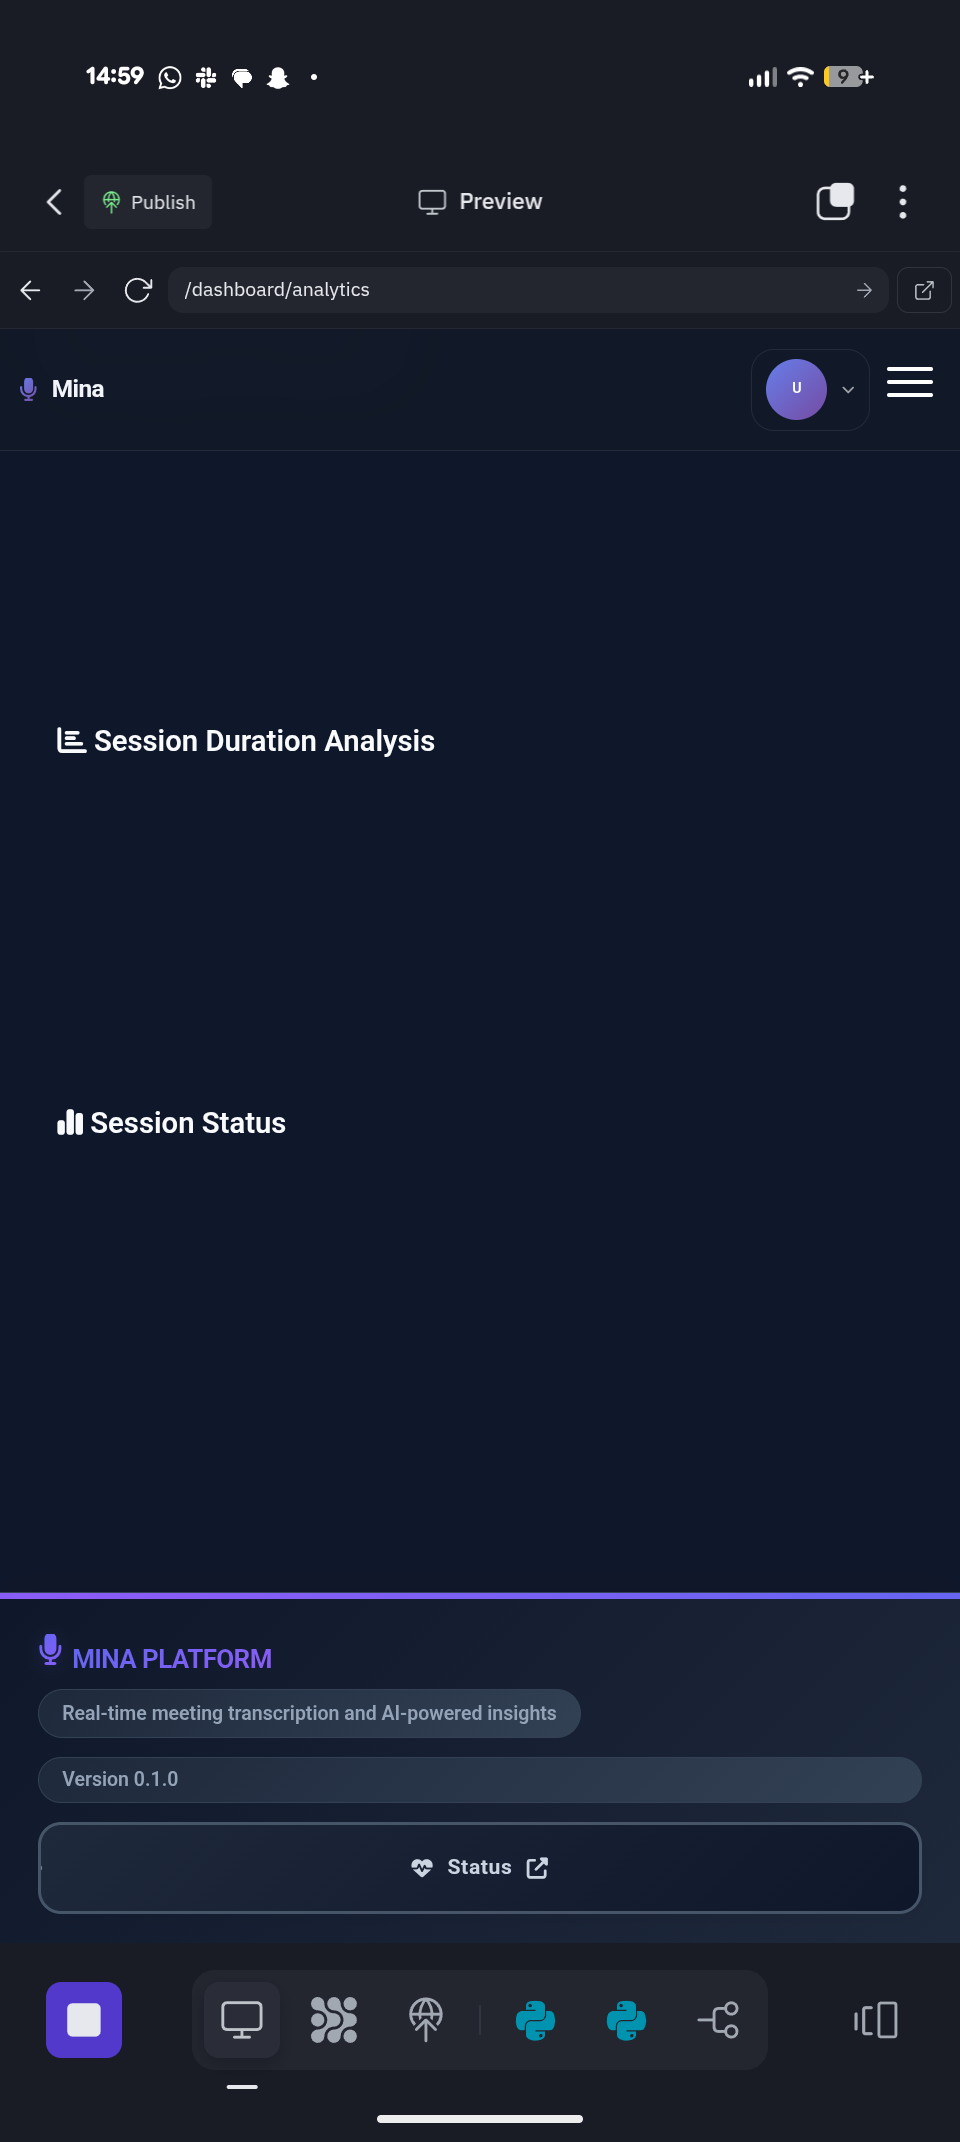 14:59
9
Publish
Preview
/dashboard/analytics
Mina
U
Session Duration Analysis
Session Status
MINA PLATFORM
Real-time meeting transcription and AI-powered insights
Version 0.1.0
Status